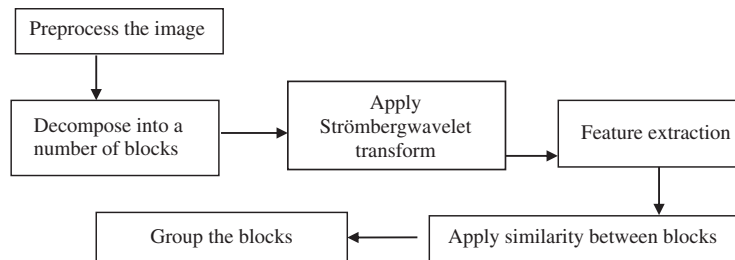 Preprocess the image
Decompose into a
number of blocks
Apply
Strömbergwavelet
transform
Feature extraction
Apply similarity between blocks
Group the blocks